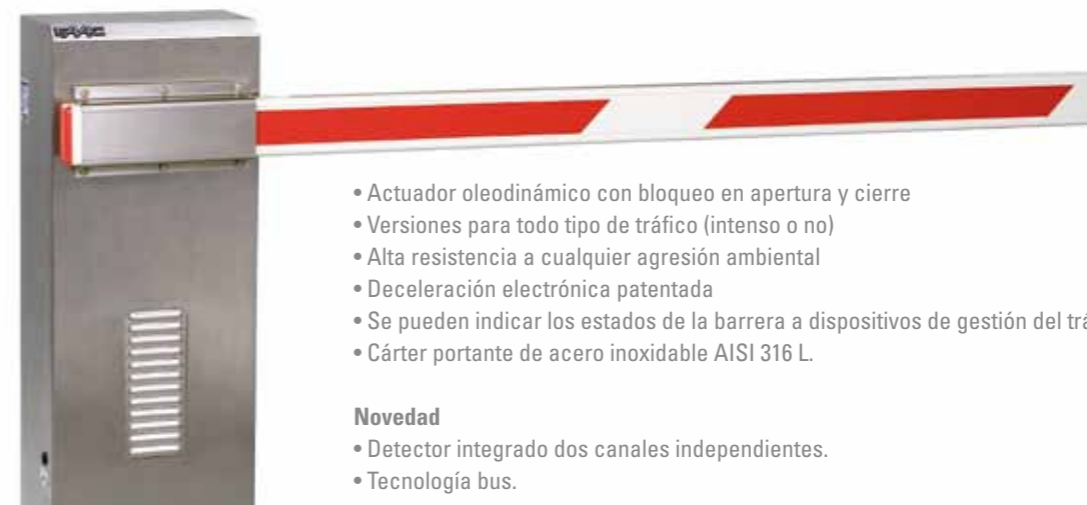 • Actuador oleodinámico con bloqueo en apertura y cierre
• Versiones para todo tipo de tráfico (intenso o no)
• Alta resistencia a cualquier agresión ambiental
• Deceleración electrónica patentada
• Se pueden indicar los estados de la barrera a dispositivos de gestión del trá
• Cárter portante de acero inoxidable AISI 316 L.
Novedad
• Detector integrado dos canales independientes.
• Tecnología bus.